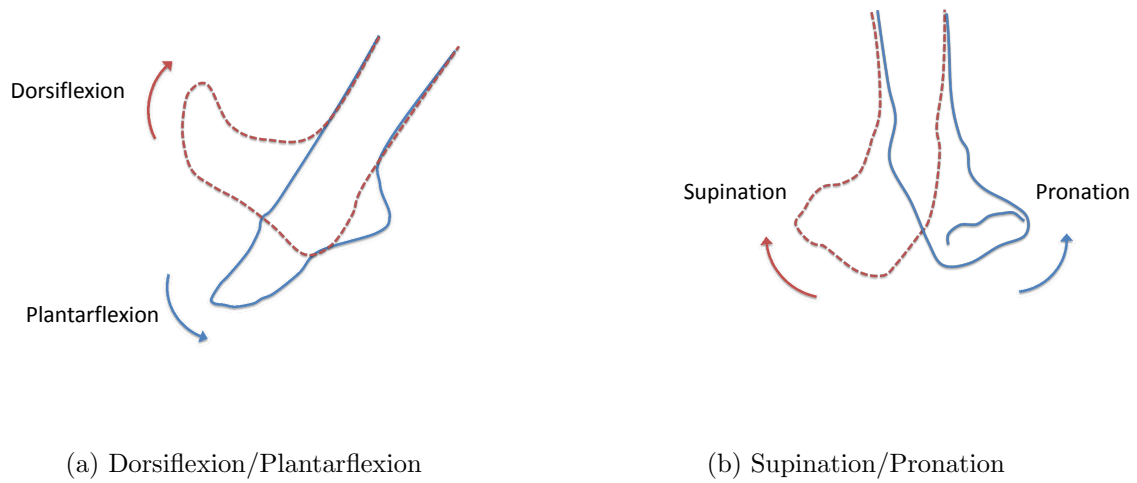 Dorsiflexion
Plantarflexion
Supination
Pronation
(a) Dorsiflexion/Plantarflexion
(b) Supination/Pronation